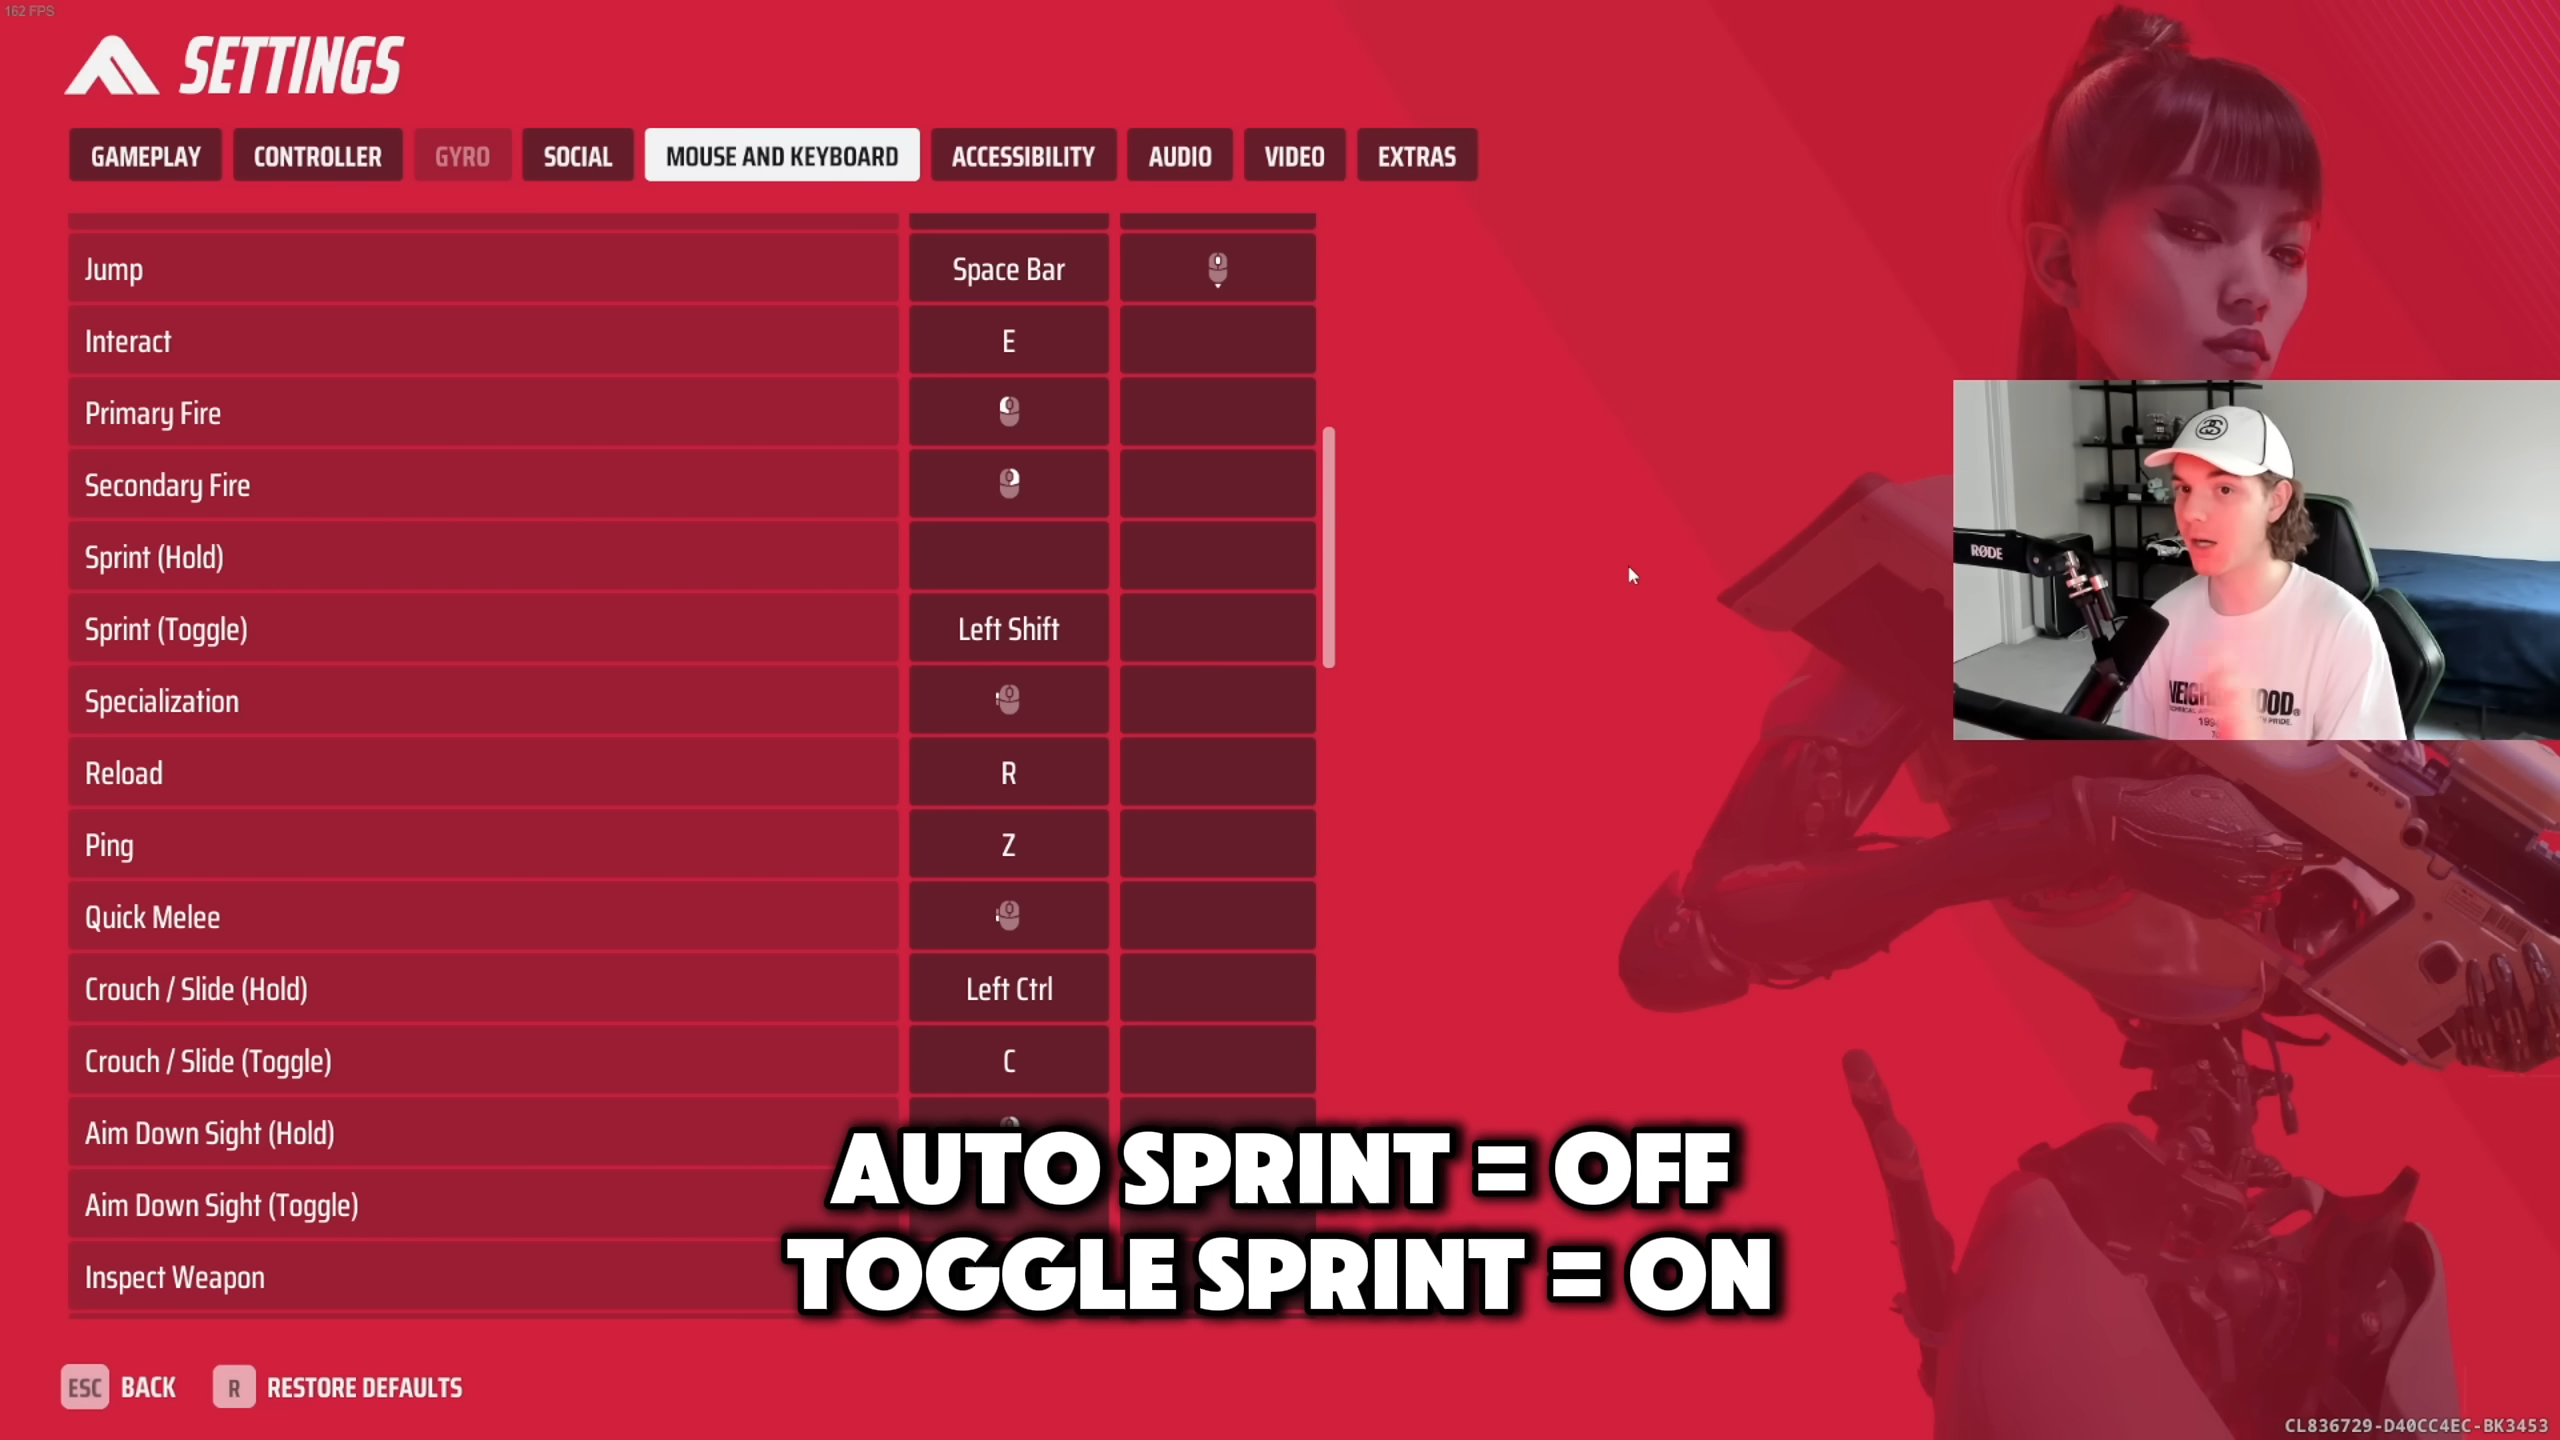 162 FPS
SETTINGS
GAMEPLAY CONTROLLER GYRO SOCIAL MOUSE AND KEYBOARD ACCESSIBILITY AUDIO VIDEO EXTRAS
Jump Space Bar
Interact E
Primary Fire
Secondary Fire
Sprint (Hold)
Sprint (Toggle) Left Shift
Specialization
Reload R
Ping Z
Quick Melee
Crouch / Slide (Hold) Left Ctrl
Crouch / Slide (Toggle) C
Aim Down Sight (Hold)
Aim Down Sight (Toggle)
Inspect Weapon
RØDE
AUTO SPRINT = OFF
TOGGLE SPRINT = ON
ESC BACK R RESTORE DEFAULTS
CL836729-D40CC4EC-BK3453